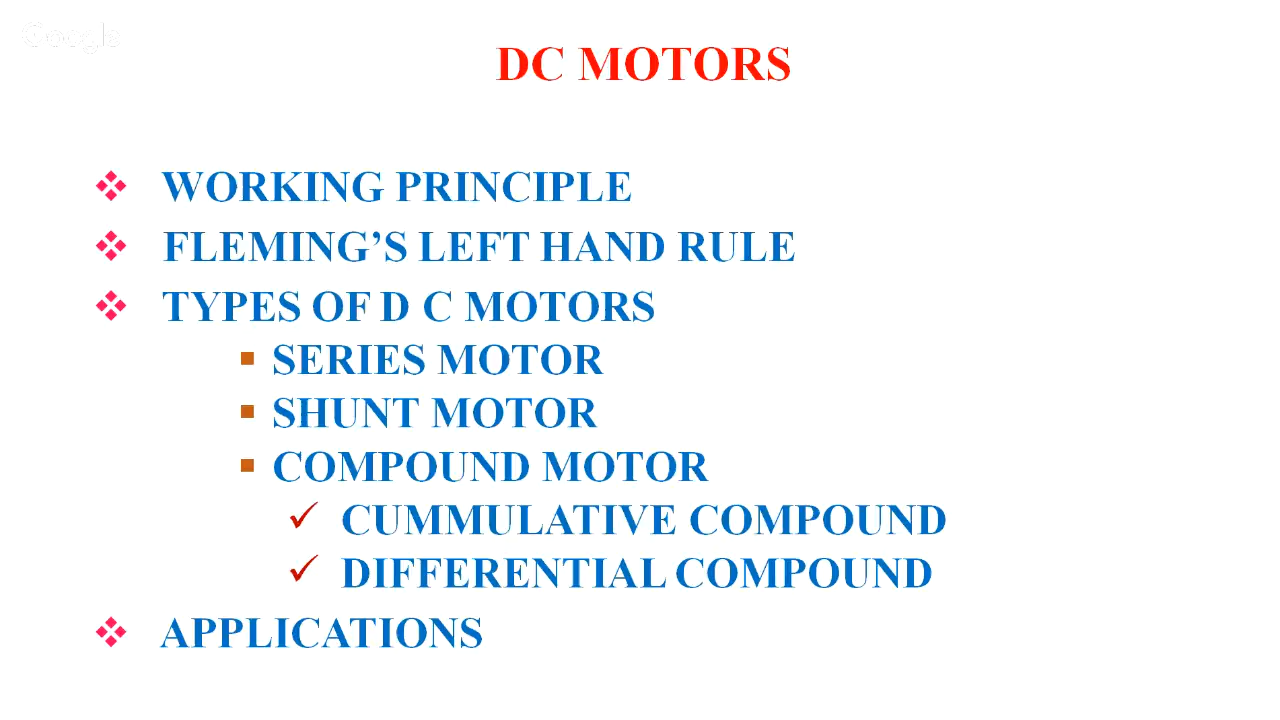 Google
DC MOTORS
WORKING PRINCIPLE
FLEMING’S LEFT HAND RULE
TYPES OF D C MOTORS
SERIES MOTOR
SHUNT MOTOR
COMPOUND MOTOR
CUMMULATIVE COMPOUND
DIFFERENTIAL COMPOUND
APPLICATIONS